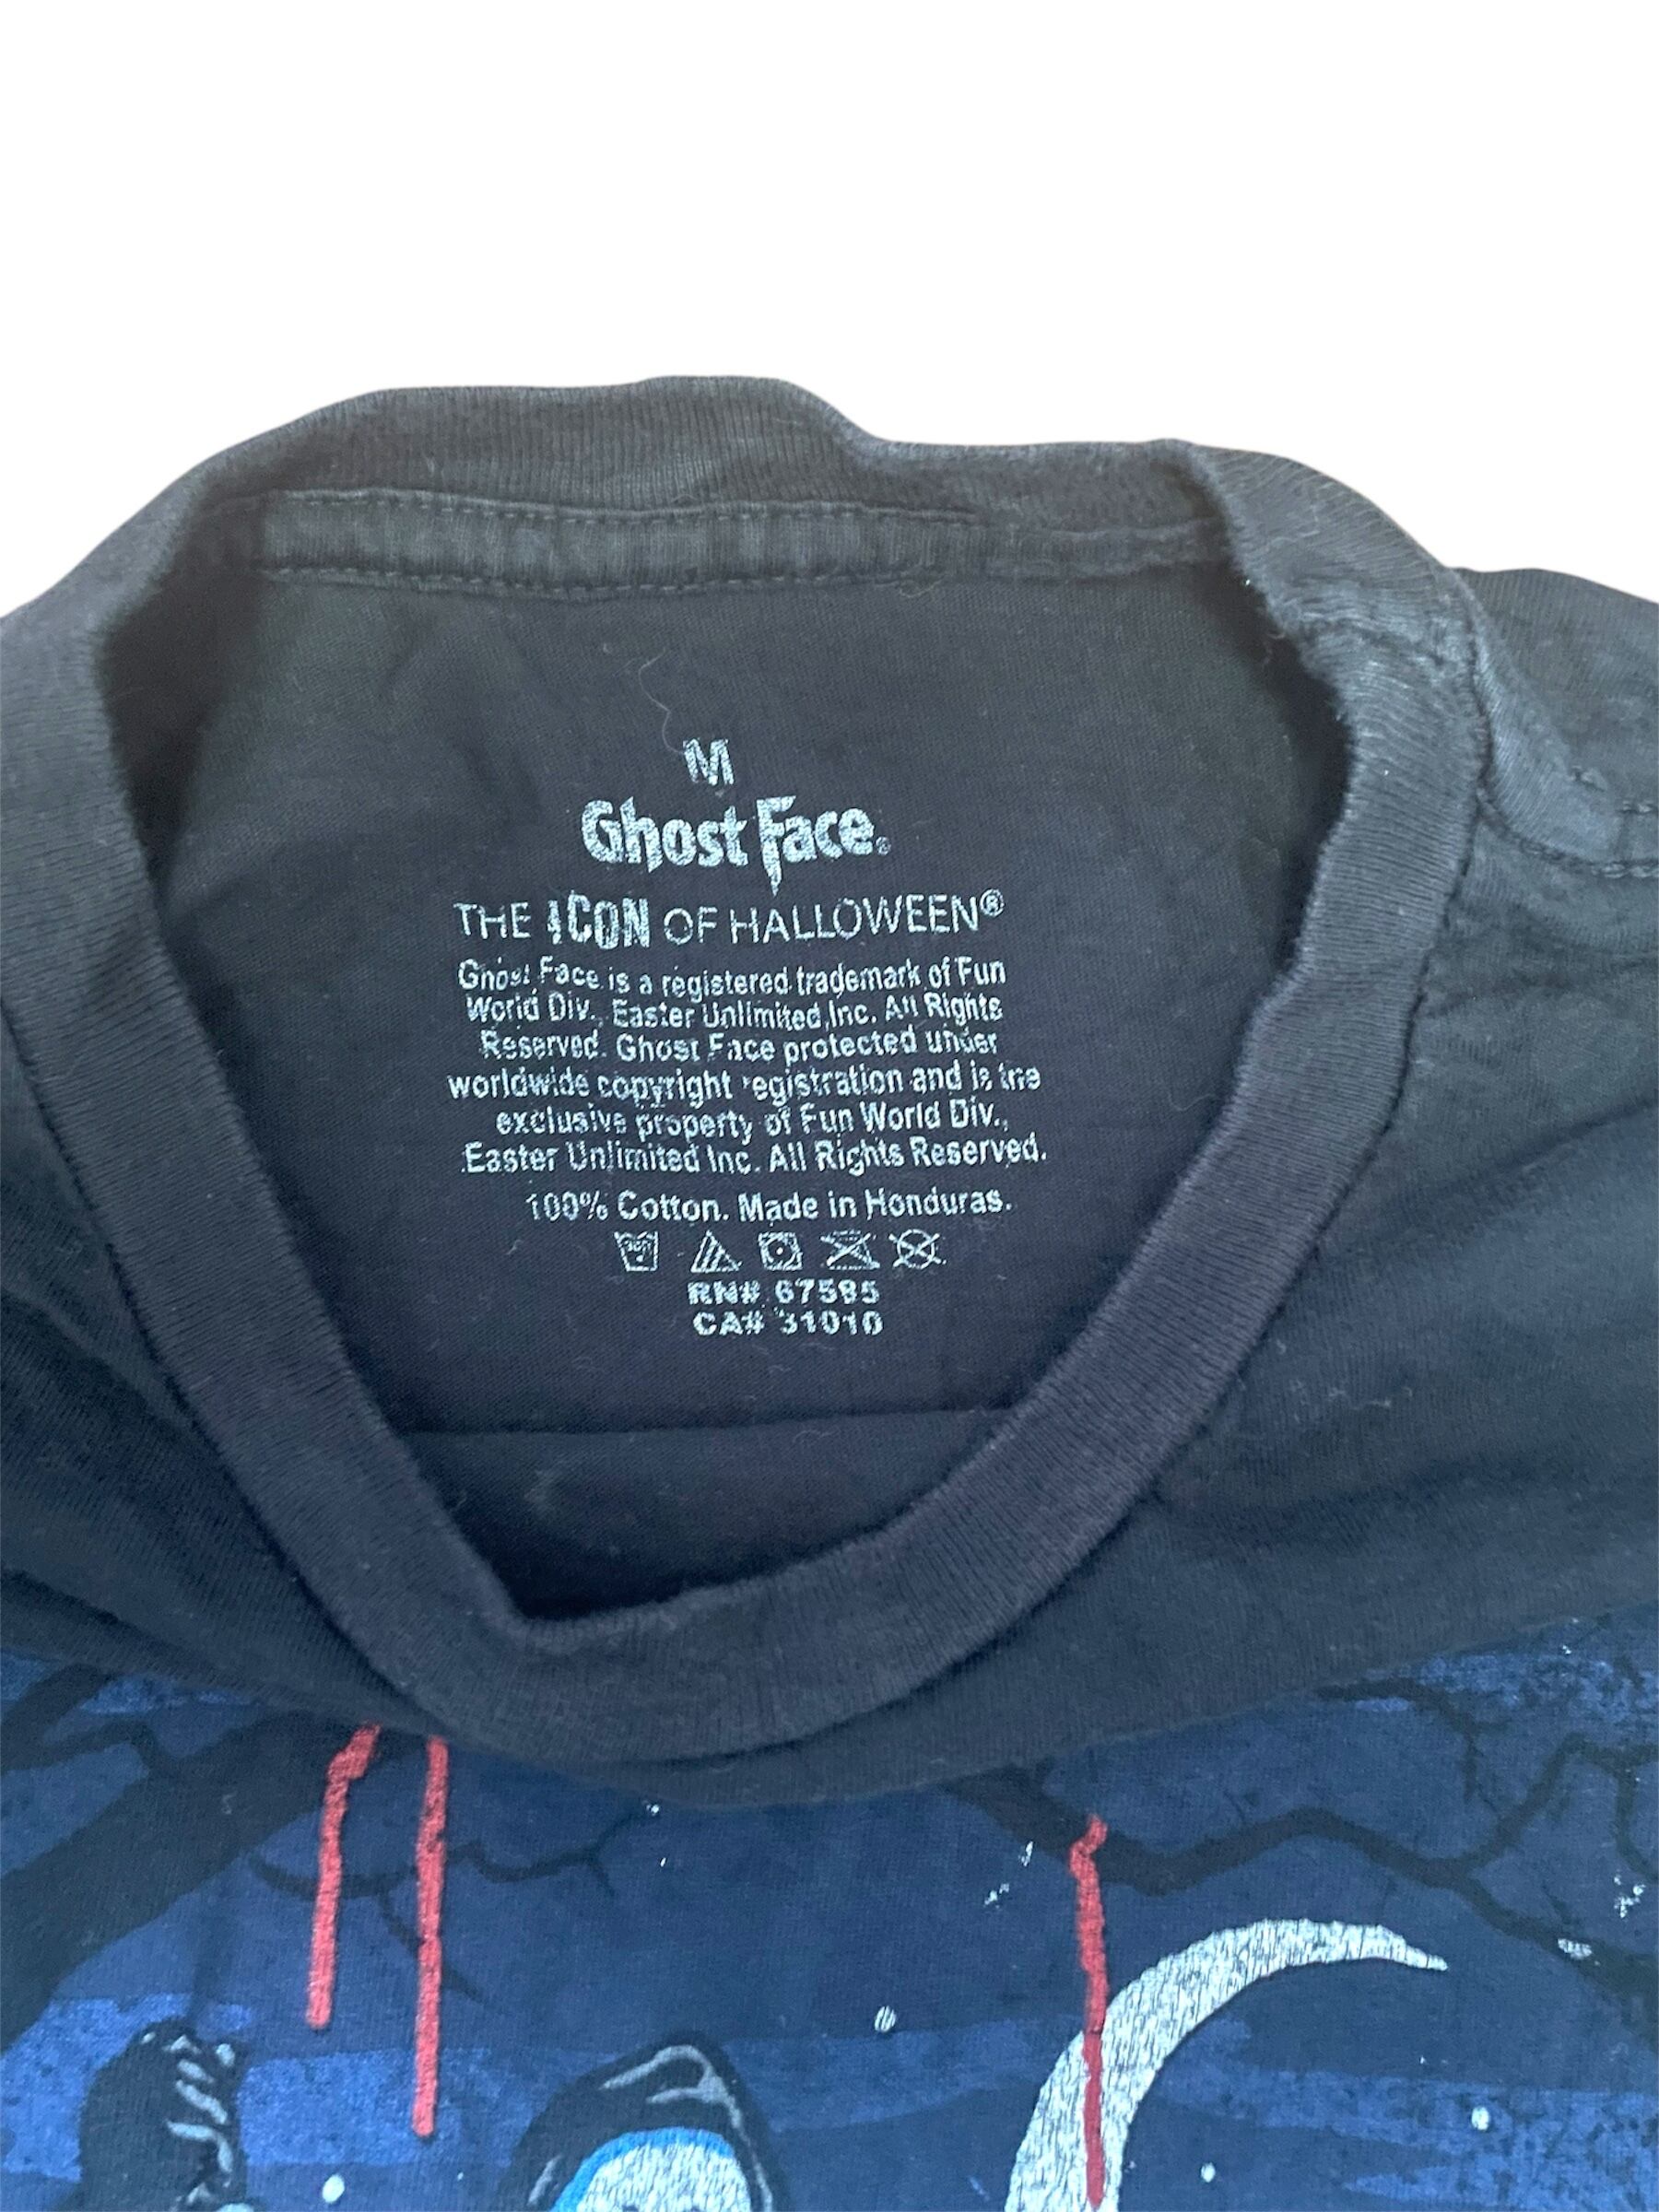 M
Ghost Face®
THE ICON OF HALLOWEEN®
Ghost Face is a registered trademark of Fun
World Div., Easter Unlimited, Inc. All Rights
Reserved. Ghost Face protected under
worldwide copyright registration and is the
exclusive property of Fun World Div.,
Easter Unlimited Inc. All Rights Reserved.
100% Cotton. Made in Honduras.
RN# 67595
CA# 31010